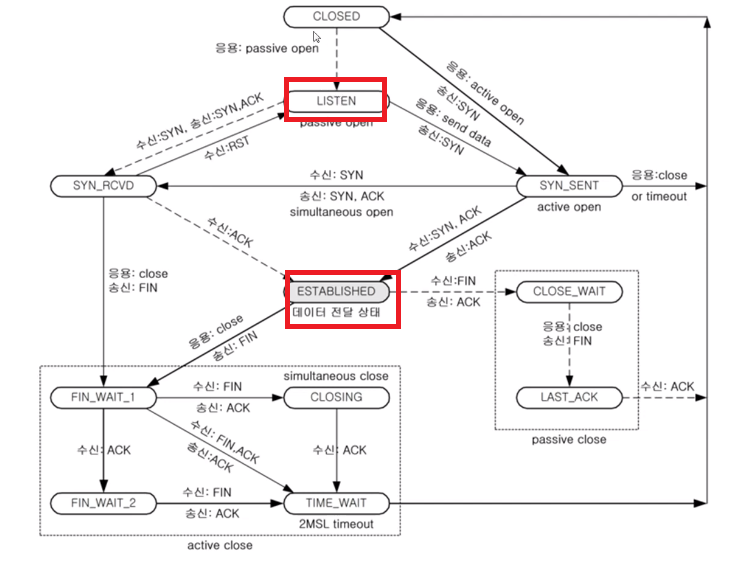 CLOSED
응용: passive open
응용: active open
송신:SYN
LISTEN
passive open
수신:SYN, 송신:SYN,ACK
수신:RST
응용: send data
송신:SYN
SYN_RCVD
수신: SYN
송신: SYN, ACK
simultaneous open
SYN_SENT
active open
응용:close
or timeout
수신:ACK
수신:SYN, ACK
송신:ACK
응용: close
송신: FIN
ESTABLISHED
데이터 전달 상태
수신:FIN
송신: ACK
CLOSE_WAIT
응용: close
송신:FIN
응용: close
송신: FIN
LAST_ACK
수신: ACK
passive close
simultaneous close
FIN_WAIT_1
수신: FIN
송신: ACK
CLOSING
수신: ACK
수신: FIN,ACK
송신:ACK
수신: ACK
FIN_WAIT_2
수신: FIN
송신: ACK
TIME_WAIT
2MSL timeout
active close